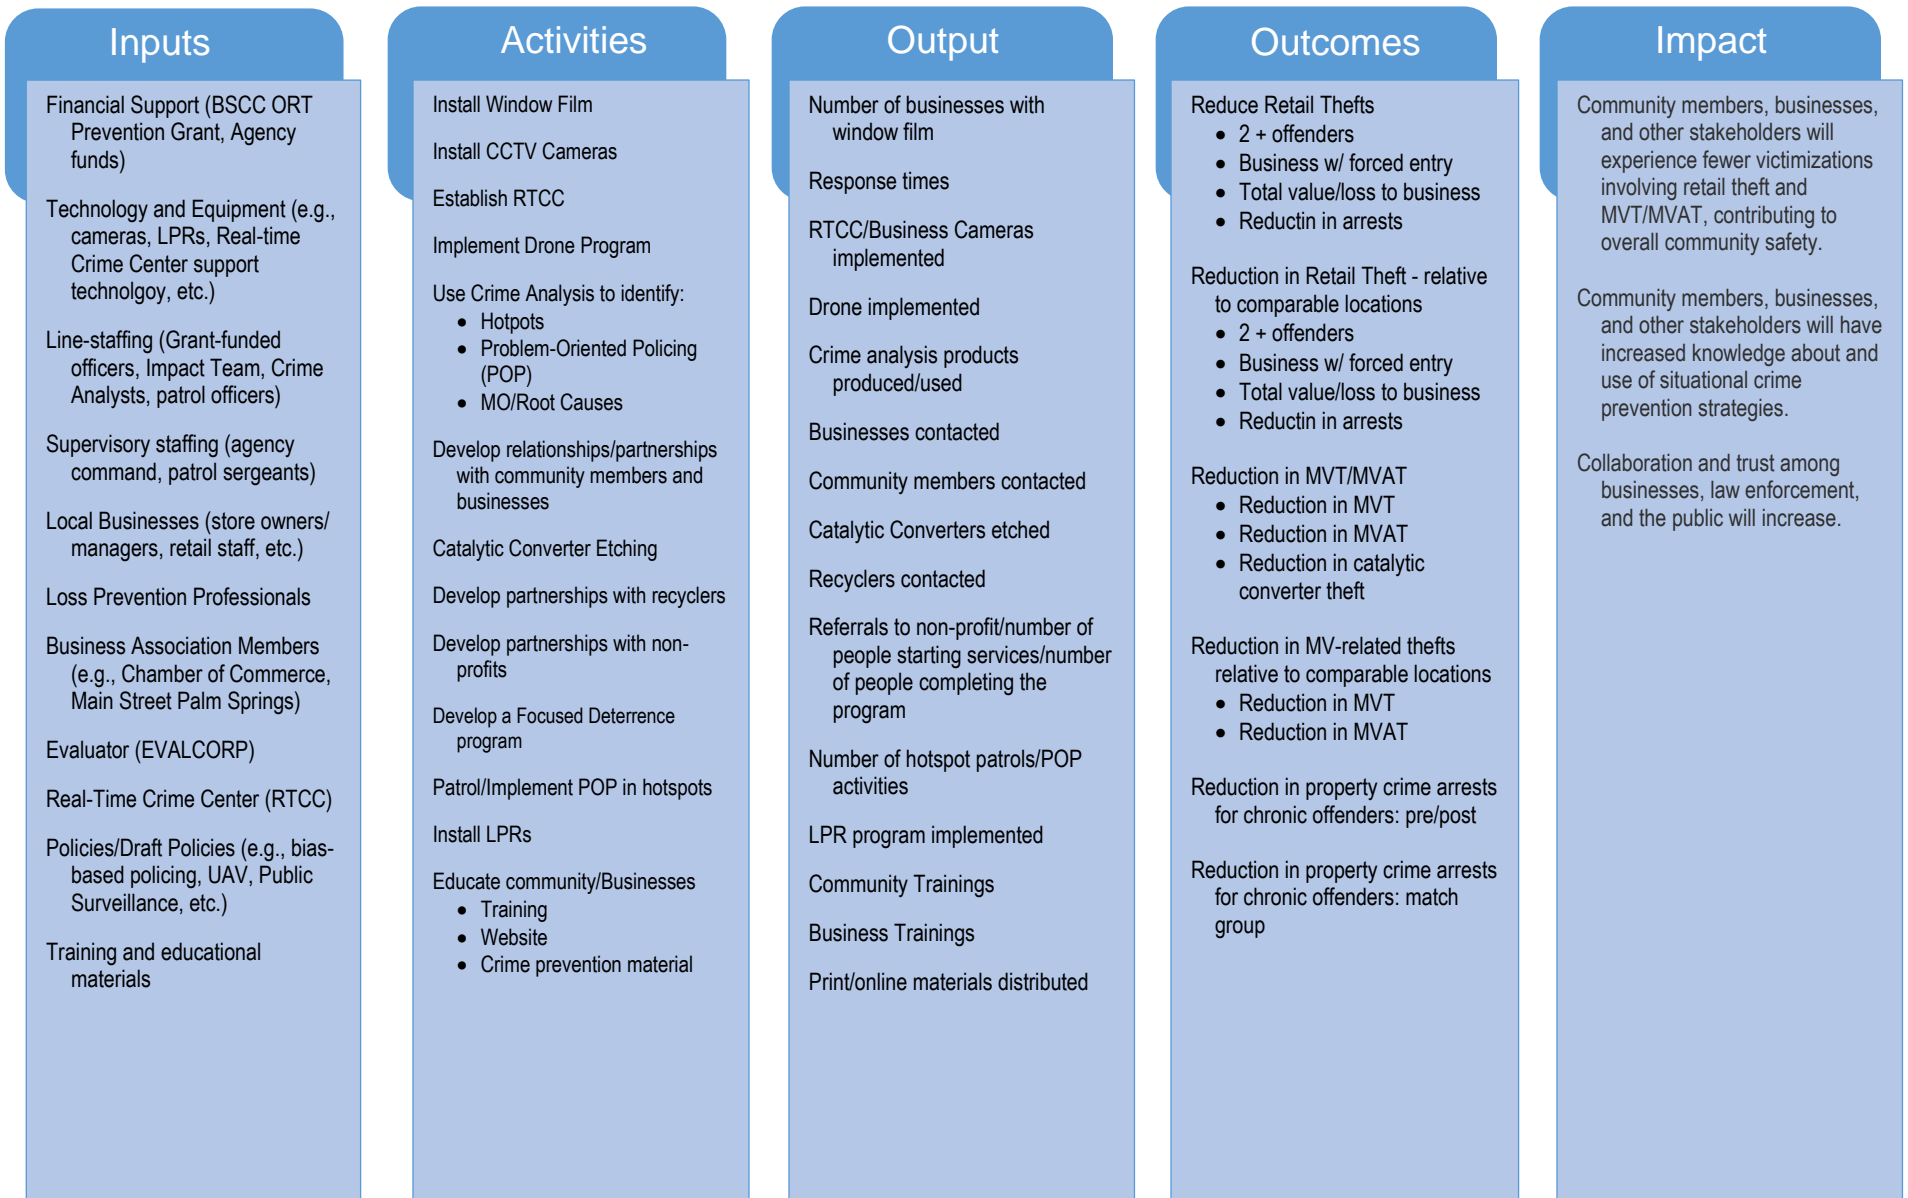 Inputs
Financial Support (BSCC ORT
Prevention Grant, Agency
funds)
Technology and Equipment (e.g.,
cameras, LPRs, Real-time
Crime Center support
technolgoy, etc.)
Line-staffing (Grant-funded
officers, Impact Team, Crime
Analysts, patrol officers)
Supervisory staffing (agency
command, patrol sergeants)
Local Businesses (store owners/
managers, retail staff, etc.)
Loss Prevention Professionals
Business Association Members
(e.g., Chamber of Commerce,
Main Street Palm Springs)
Evaluator (EVALCORP)
Real-Time Crime Center (RTCC)
Policies/Draft Policies (e.g., bias-
based policing, UAV, Public
Surveillance, etc.)
Training and educational
materials
Activities
Install Window Film
Install CCTV Cameras
Establish RTCC
Implement Drone Program
Use Crime Analysis to identify:
• Hotpots
• Problem-Oriented Policing
(POP)
• MO/Root Causes
Develop relationships/partnerships
with community members and
businesses
Catalytic Converter Etching
Develop partnerships with recyclers
Develop partnerships with non-
profits
Develop a Focused Deterrence
program
Patrol/Implement POP in hotspots
Install LPRs
Educate community/Businesses
• Training
• Website
• Crime prevention material
Output
Number of businesses with
window film
Response times
RTCC/Business Cameras
implemented
Drone implemented
Crime analysis products
produced/used
Businesses contacted
Community members contacted
Catalytic Converters etched
Recyclers contacted
Referrals to non-profit/number of
people starting services/number
of people completing the
program
Number of hotspot patrols/POP
activities
LPR program implemented
Community Trainings
Business Trainings
Print/online materials distributed
Outcomes
Reduce Retail Thefts
• 2 + offenders
• Business w/ forced entry
• Total value/loss to business
• Reductin in arrests
Reduction in Retail Theft - relative
to comparable locations
• 2 + offenders
• Business w/ forced entry
• Total value/loss to business
• Reductin in arrests
Reduction in MVT/MVAT
• Reduction in MVT
• Reduction in MVAT
• Reduction in catalytic
converter theft
Reduction in MV-related thefts
relative to comparable locations
• Reduction in MVT
• Reduction in MVAT
Reduction in property crime arrests
for chronic offenders: pre/post
Reduction in property crime arrests
for chronic offenders: match
group
Impact
Community members, businesses,
and other stakeholders will
experience fewer victimizations
involving retail theft and
MVT/MVAT, contributing to
overall community safety.
Community members, businesses,
and other stakeholders will have
increased knowledge about and
use of situational crime
prevention strategies.
Collaboration and trust among
businesses, law enforcement,
and the public will increase.